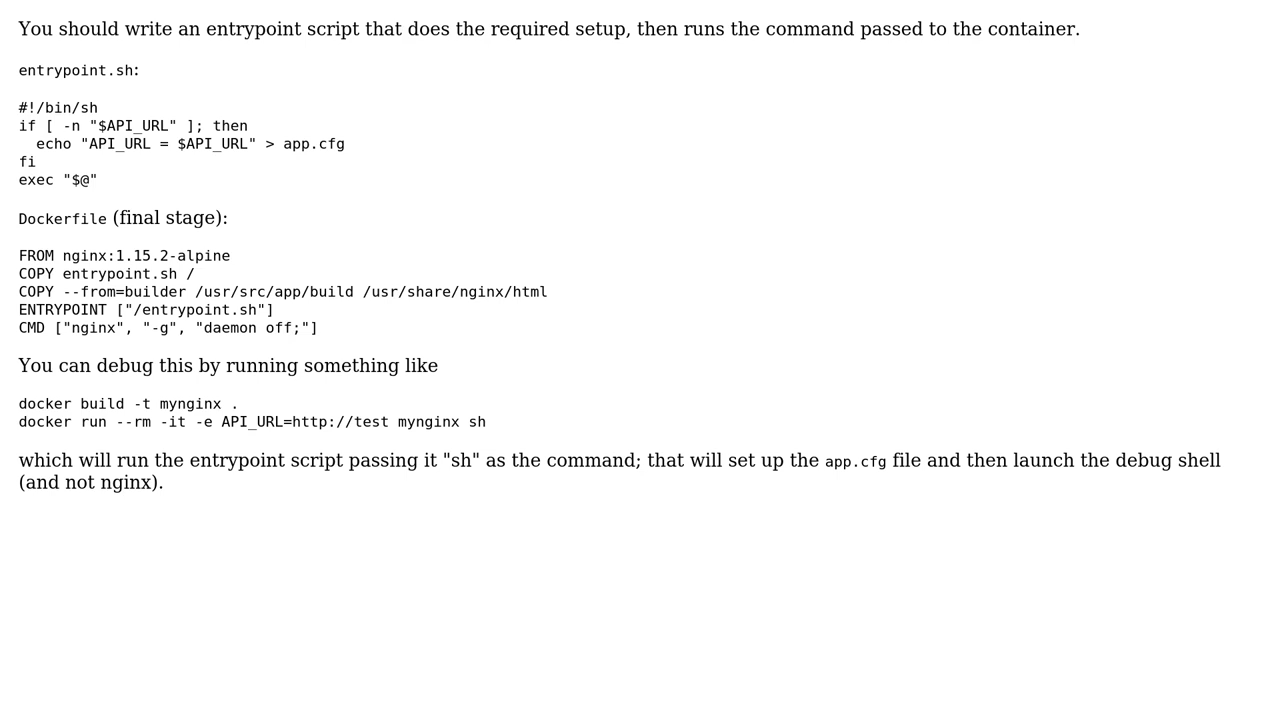 You should write an entrypoint script that does the required setup, then runs the command passed to the container.
entrypoint.sh:
#!/bin/sh
if [ -n "$API_URL" ]; then
  echo "API_URL = $API_URL" > app.cfg
fi
exec "$@"
Dockerfile (final stage):
FROM nginx:1.15.2-alpine
COPY entrypoint.sh /
COPY --from=builder /usr/src/app/build /usr/share/nginx/html
ENTRYPOINT ["/entrypoint.sh"]
CMD ["nginx", "-g", "daemon off;"]
You can debug this by running something like
docker build -t mynginx .
docker run --rm -it -e API_URL=http://test mynginx sh
which will run the entrypoint script passing it "sh" as the command; that will set up the app.cfg file and then launch the debug shell
(and not nginx).